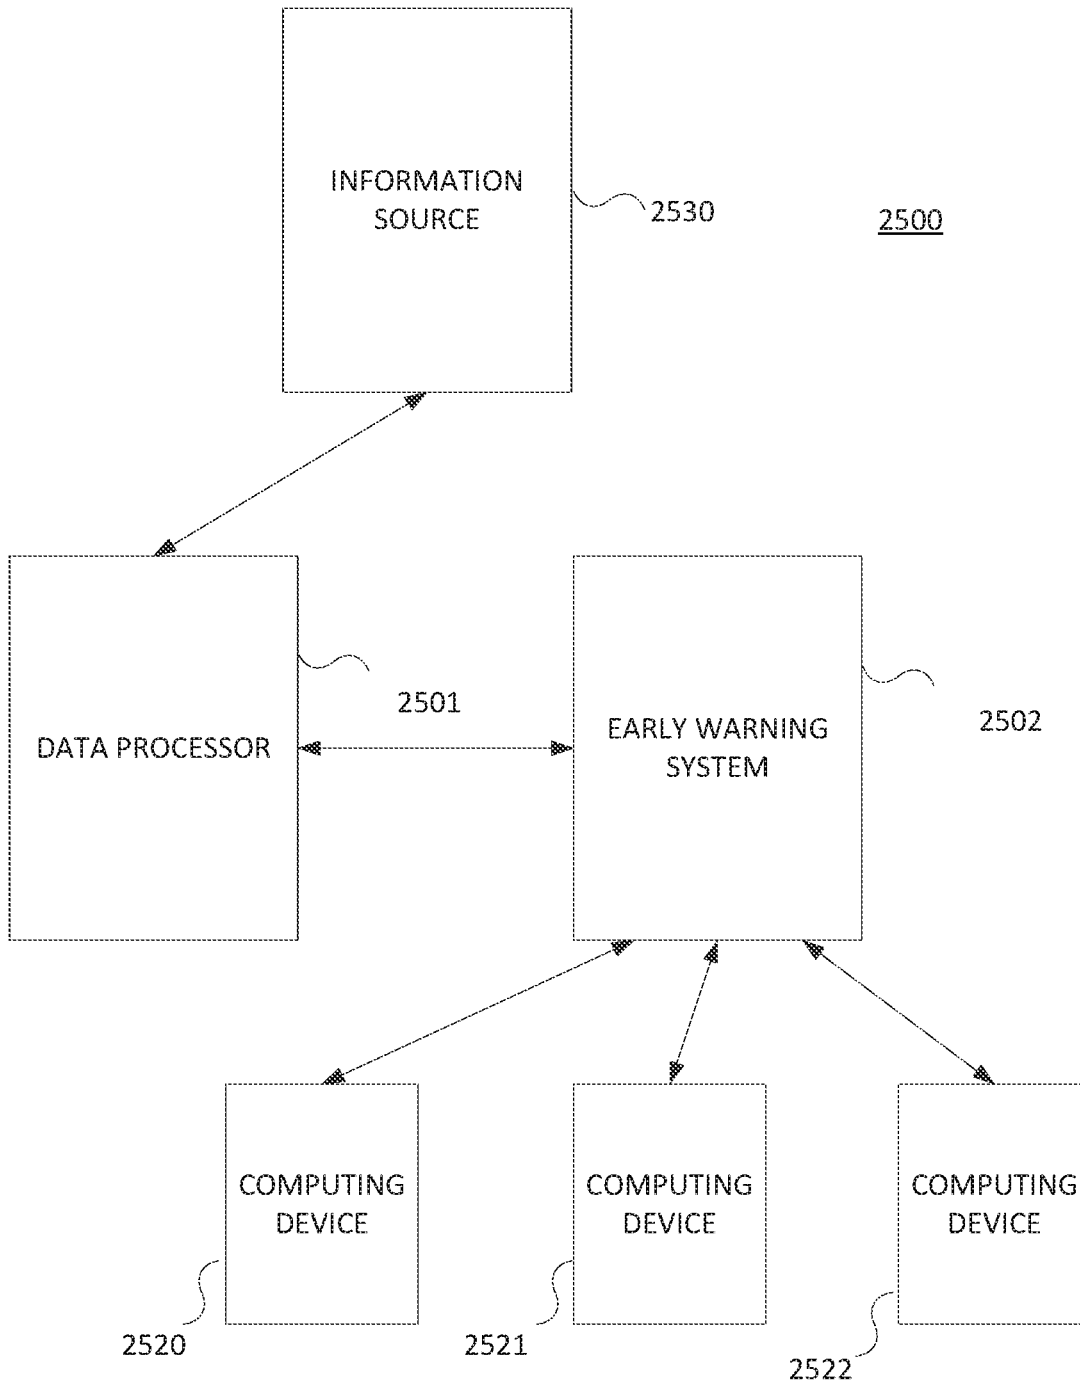 INFORMATION
SOURCE
2530
2500
2501
DATA PROCESSOR
EARLY WARNING
SYSTEM
2502
COMPUTING
DEVICE
COMPUTING
DEVICE
COMPUTING
DEVICE
2520
2521
2522